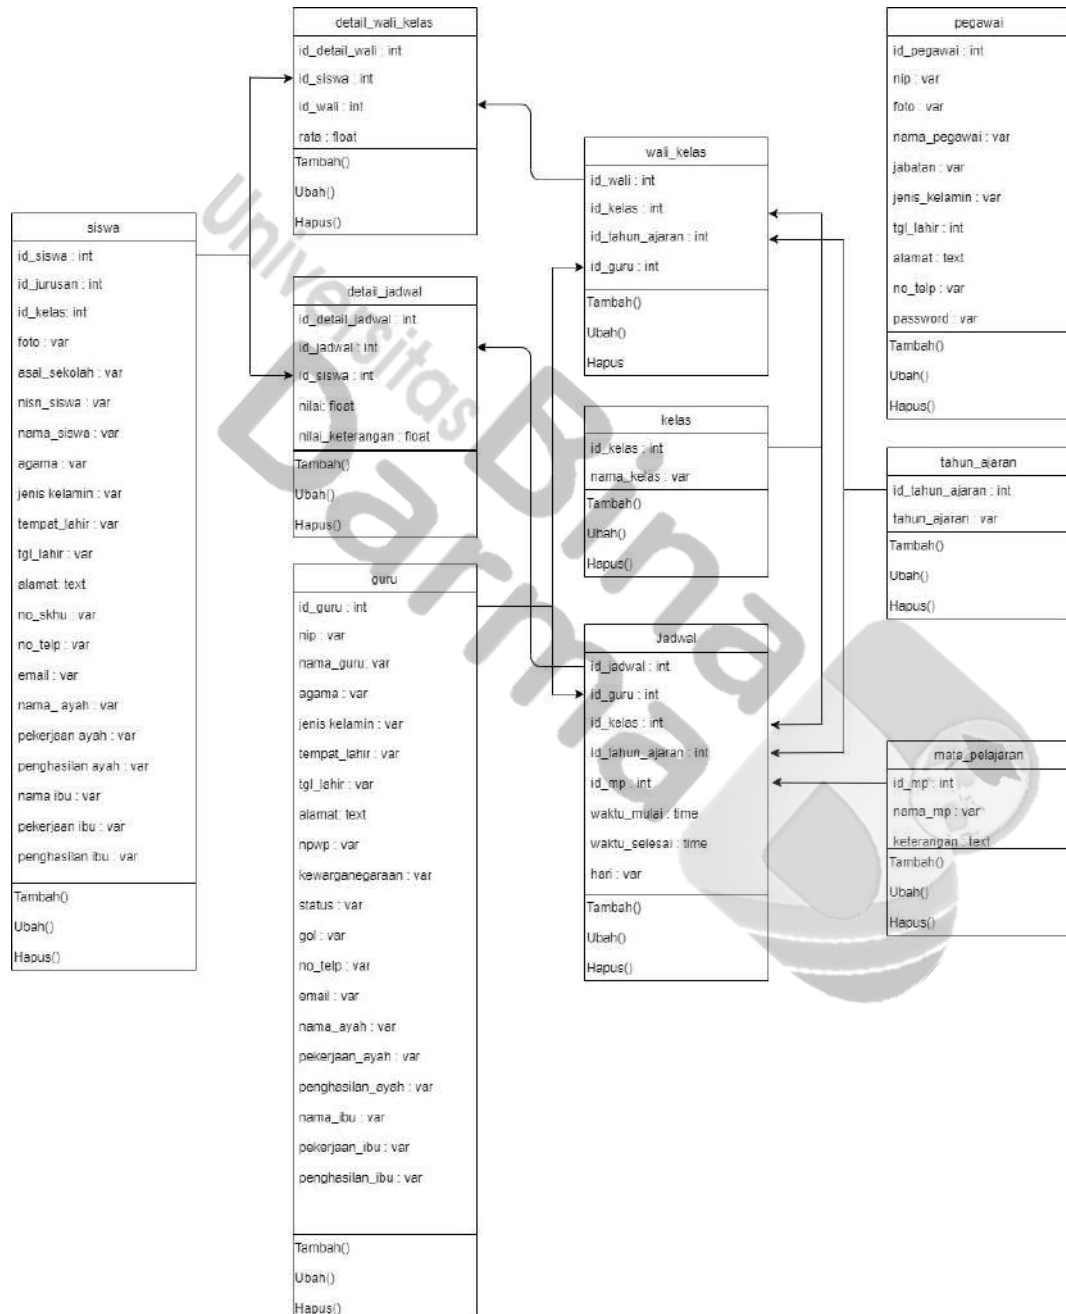 detail_wali_kelas
id_detail_wali : int
id_siswa : int
id_wali : int
rata : float
Tambah()
Ubah()
Hapus()
pegawai
id_pegawai : int
nip : var
foto : var
nama_pegawai : var
jabatan : var
jenis_kelamin : var
tgl_lahir : int
alamat : text
no_telp : var
password : var
Tambah()
Ubah()
Hapus()
wali_kelas
id_wali : int
id_kelas : int
id_tahun_ajaran : int
id_guru : int
Tambah()
Ubah()
Hapus
siswa
id_siswa : int
id_jurusan : int
id_kelas: int
foto : var
asal_sekolah : var
nisn_siswa : var
nama_siswa : var
agama : var
jenis kelamin : var
tempat_lahir : var
tgl_lahir : var
alamat: text
no_skhu : var
no_telp : var
email : var
nama_ ayah : var
pekerjaan ayah : var
penghasilan ayah : var
nama ibu : var
pekerjaan ibu : var
penghasilan ibu : var
Tambah()
Ubah()
Hapus()
detail_jadwal
id_detail_jadwal : int
id_jadwal : int
id_siswa : int
nilai: float
nilai_keterangan : float
Tambah()
Ubah()
Hapus()
kelas
id_kelas : int
nama_kelas : var
Tambah()
Ubah()
Hapus()
tahun_ajaran
id_tahun_ajaran : int
tahun_ajaran : var
Tambah()
Ubah()
Hapus()
guru
id_guru : int
nip : var
nama_guru: var
agama : var
jenis kelamin : var
tempat_lahir : var
tgl_lahir : var
alamat: text
npwp : var
kewarganegaraan : var
status : var
gol : var
no_telp : var
email : var
nama_ayah : var
pekerjaan_ayah : var
penghasilan_ayah : var
nama_ibu : var
pekerjaan_ibu : var
penghasilan_ibu : var
Tambah()
Ubah()
Hapus()
Jadwal
id_jadwal : int
id_guru : int
id_kelas : int
id_tahun_ajaran : int
id_mp : int
waktu_mulai : time
waktu_selesai : time
hari : var
Tambah()
Ubah()
Hapus()
mata_pelajaran
id_mp : int
nama_mp : var
keterangan : text
Tambah()
Ubah()
Hapus()
Universitas
Bina
Darma